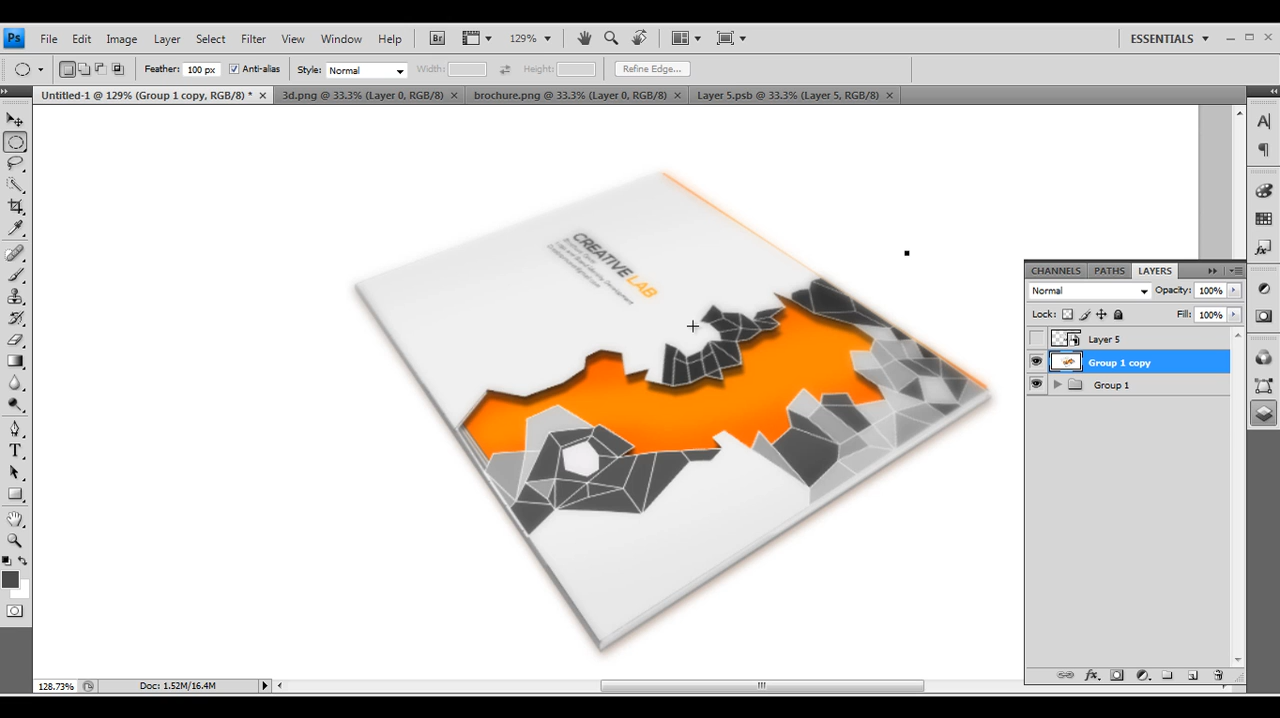 Ps File Edit Image Layer Select Filter View Window Help Br 129% ESSENTIALS
Feather: 100 px Anti-alias Style: Normal Width: Height: Refine Edge...
Untitled-1 @ 129% (Group 1 copy, RGB/8) * 3d.png @ 33.3% (Layer 0, RGB/8) brochure.png @ 33.3% (Layer 0, RGB/8) Layer 5.psb @ 33.3% (Layer 5, RGB/8)
CREATIVE LAB
CHANNELS PATHS LAYERS
Normal Opacity: 100%
Lock: Fill: 100%
Layer 5
Group 1 copy
Group 1
128.73% Doc: 1.52M/16.4M